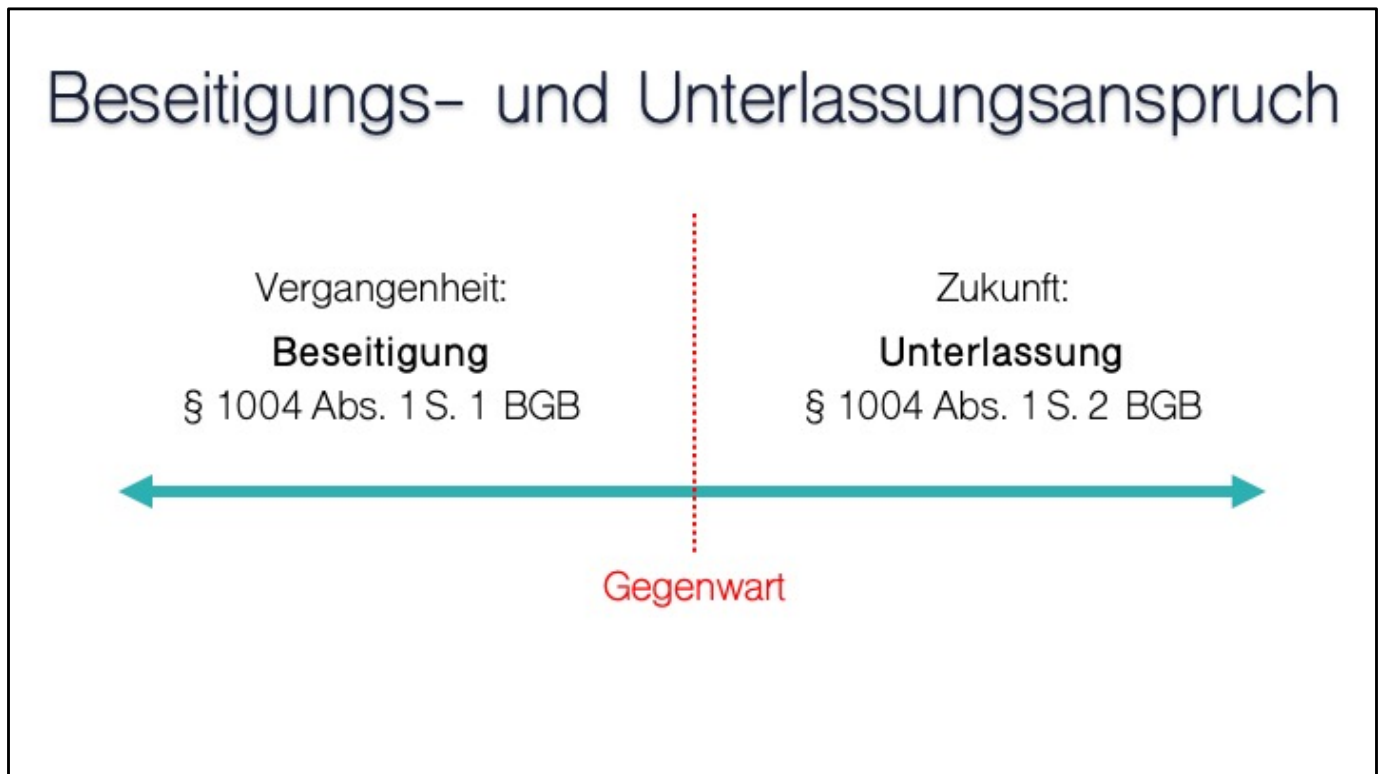 Beseitigungs- und Unterlassungsanspruch
Vergangenheit:
Beseitigung
§ 1004 Abs. 1 S. 1 BGB
Zukunft:
Unterlassung
§ 1004 Abs. 1 S. 2 BGB
Gegenwart